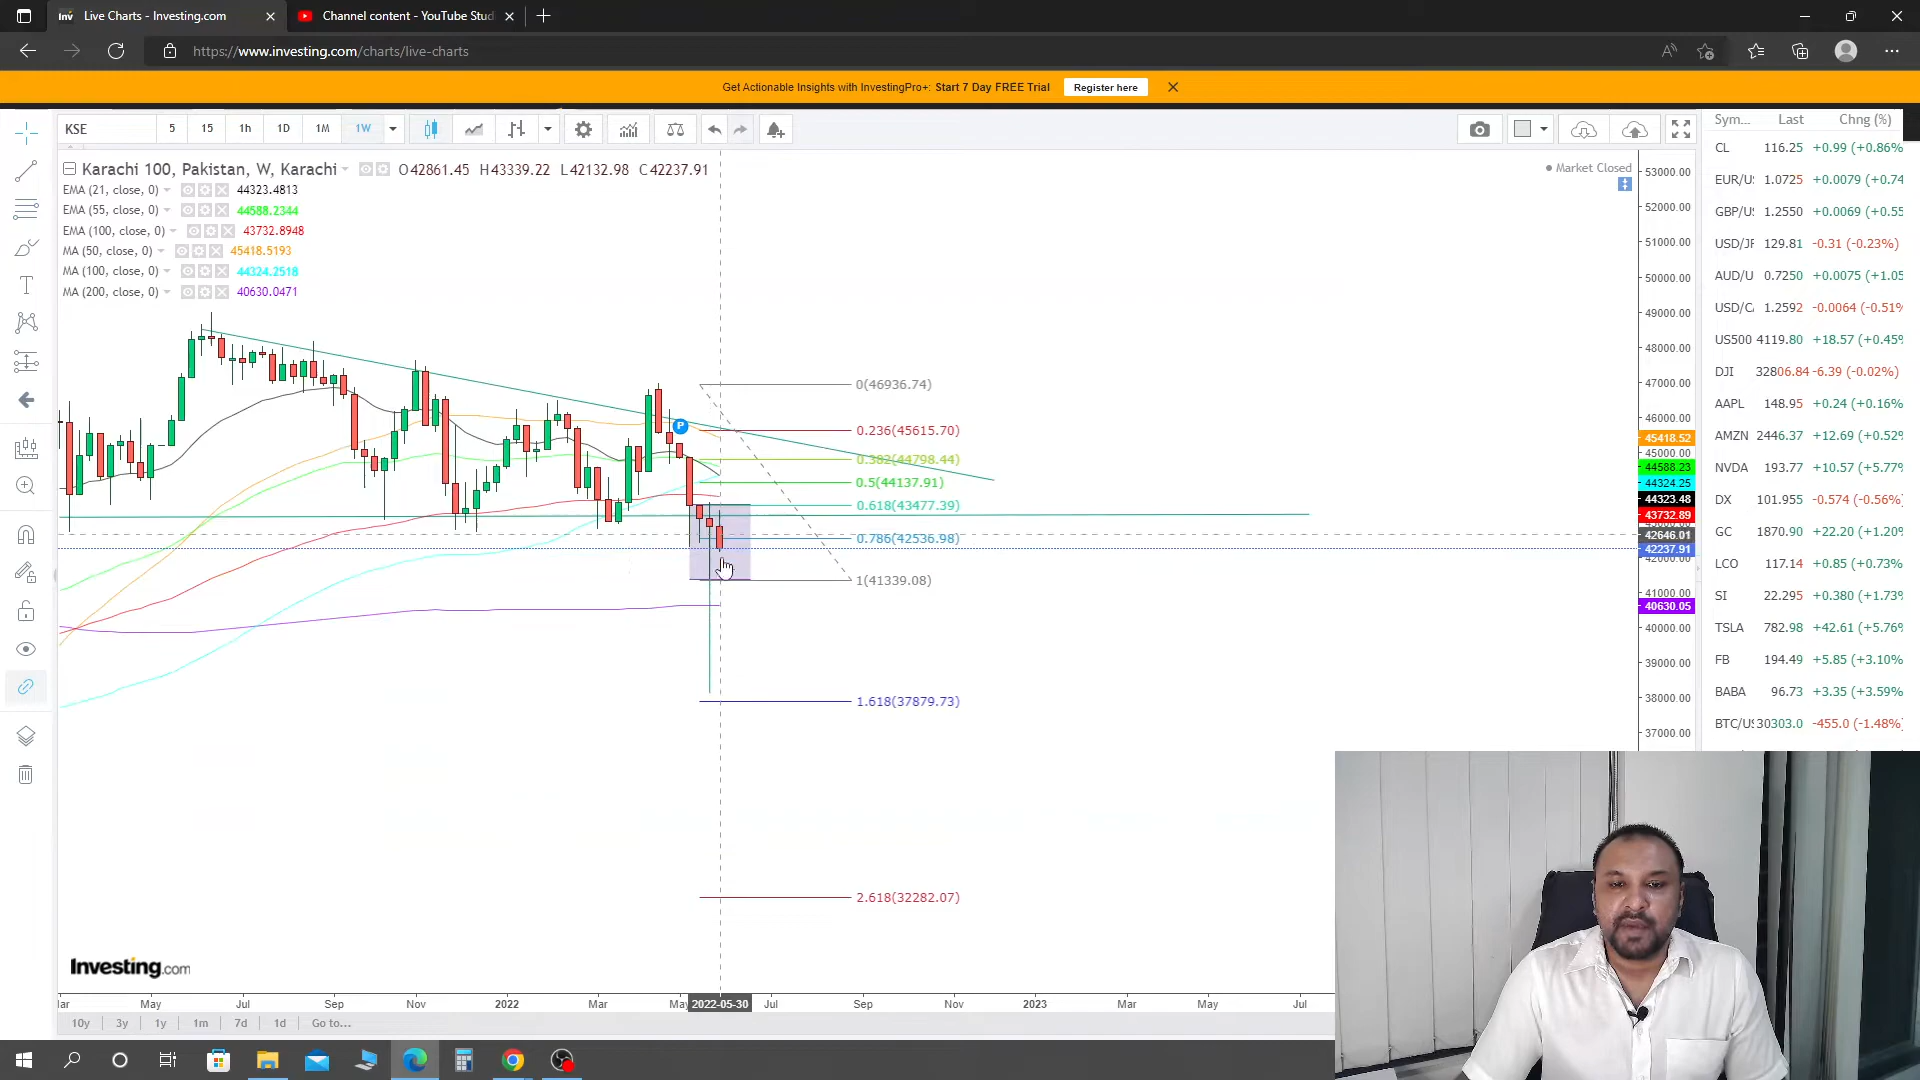 Live Charts - Investing.com
Channel content - YouTube Stud
https://www.investing.com/charts/live-charts
Get Actionable Insights with InvestingPro+: Start 7 Day FREE Trial
Register here
KSE
5
15
1h
1D
1M
1W
Karachi 100, Pakistan, W, Karachi
O42861.45 H43339.22 L42132.98 C42237.91
Market Closed
EMA (21, close, 0) 44323.4813
EMA (55, close, 0) 44588.2344
EMA (100, close, 0) 43732.8948
MA (50, close, 0) 45418.5193
MA (100, close, 0) 44324.2518
MA (200, close, 0) 40630.0471
P
0(46936.74)
0.236(45615.70)
0.382(44798.44)
0.5(44137.91)
0.618(43477.39)
0.786(42536.98)
1(41339.08)
1.618(37879.73)
2.618(32282.07)
53000.00
52000.00
51000.00
50000.00
49000.00
48000.00
47000.00
46000.00
45418.52
45000.00
44588.23
44324.25
44323.48
43732.89
42646.01
42237.91
42000.00
41000.00
40630.05
40000.00
39000.00
38000.00
37000.00
Investing.com
May
Jul
Sep
Nov
2022
Mar
2022-05-30
Jul
Sep
Nov
2023
Mar
May
Jul
10y
3y
1y
1m
7d
1d
Go to...
Sym... Last Chng (%)
CL 116.25 +0.99 (+0.86%
EUR/U 1.0725 +0.0079 (+0.74
GBP/U 1.2550 +0.0069 (+0.55
USD/J 129.81 -0.31 (-0.23%)
AUD/U 0.7250 +0.0075 (+1.05
USD/C 1.2592 -0.0064 (-0.51%
US500 4119.80 +18.57 (+0.45%
DJI 32806.84 -6.39 (-0.02%)
AAPL 148.95 +0.24 (+0.16%
AMZN 2446.37 +12.69 (+0.52%
NVDA 193.77 +10.57 (+5.77%
DX 101.955 -0.574 (-0.56%)
GC 1870.90 +22.20 (+1.20%
LCO 117.14 +0.85 (+0.73%
SI 22.295 +0.380 (+1.73%
TSLA 782.98 +42.61 (+5.76%
FB 194.49 +5.85 (+3.10%
BABA 96.73 +3.35 (+3.59%
BTC/U 30303.0 -455.0 (-1.48%